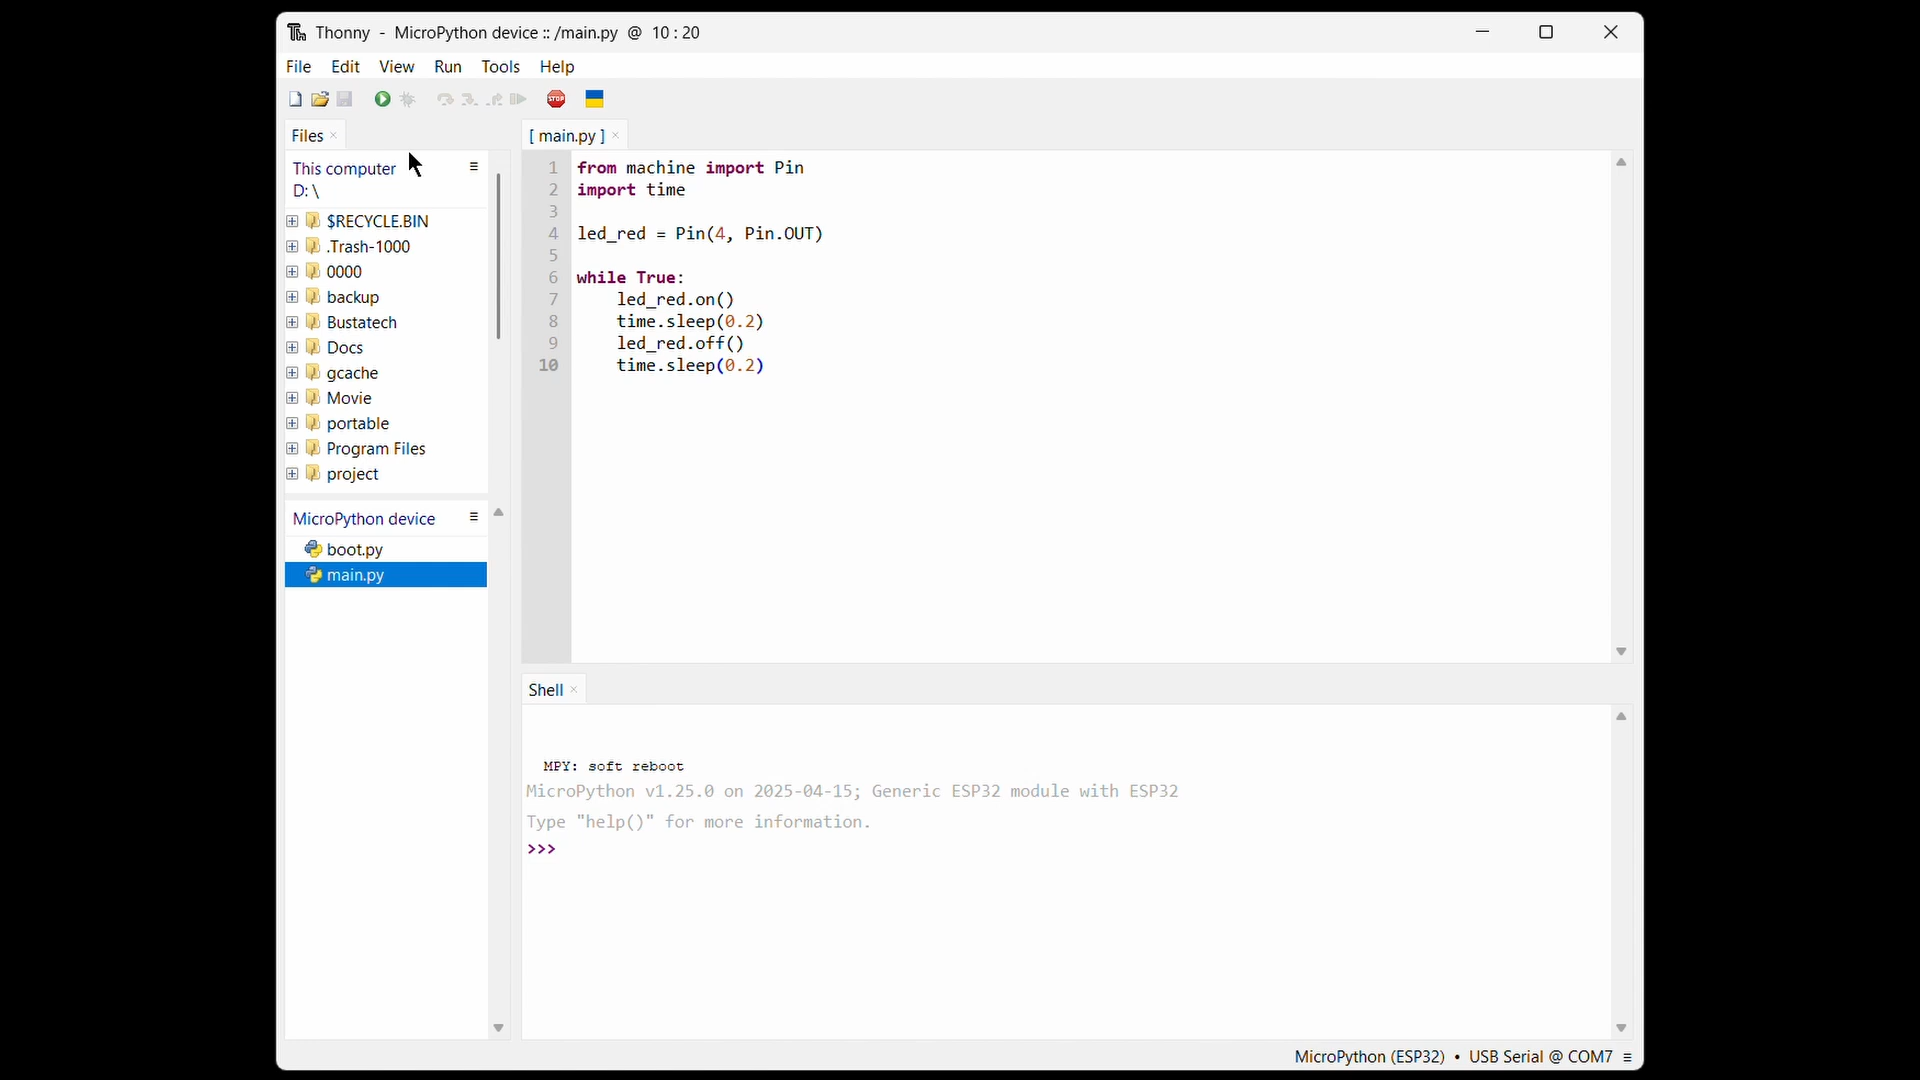 Thonny - MicroPython device :: /main.py @ 10 : 20
File Edit View Run Tools Help
STOP
Files ×
This computer
D: \
$RECYCLE.BIN
.Trash-1000
0000
backup
Bustatech
Docs
gcache
Movie
portable
Program Files
project
MicroPython device
boot.py
main.py
[ main.py ] ×
1 from machine import Pin
2 import time
3
4 led_red = Pin(4, Pin.OUT)
5
6 while True:
7     led_red.on()
8     time.sleep(0.2)
9     led_red.off()
10     time.sleep(0.2)
Shell ×
MPY: soft reboot
MicroPython v1.25.0 on 2025-04-15; Generic ESP32 module with ESP32
Type "help()" for more information.
>>>
MicroPython (ESP32) • USB Serial @ COM7 ≡